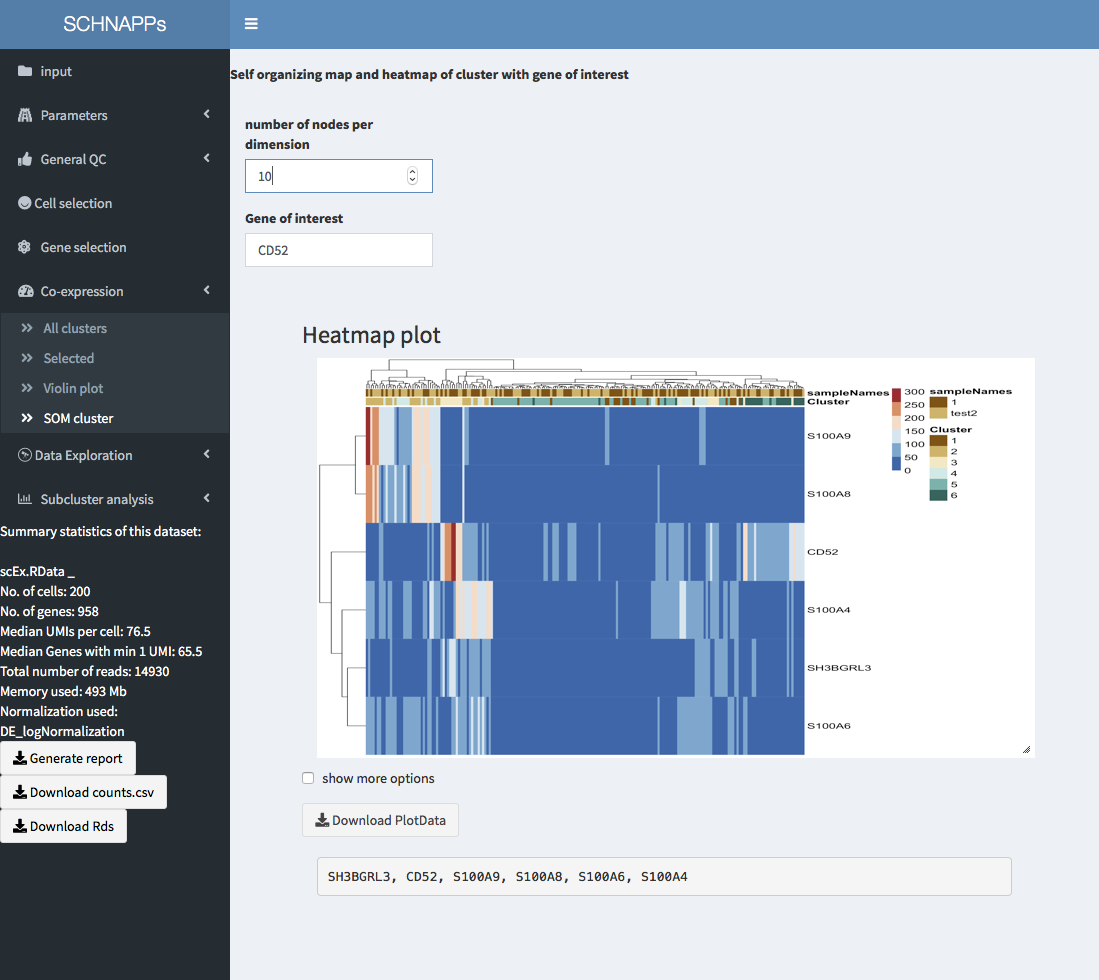 SCHNAPPs
input
Parameters
General QC
Cell selection
Gene selection
Co-expression
All clusters
Selected
Violin plot
SOM cluster
Data Exploration
Subcluster analysis
Summary statistics of this dataset:
scEx.RData _
No. of cells: 200
No. of genes: 958
Median UMIs per cell: 76.5
Median Genes with min 1 UMI: 65.5
Total number of reads: 14930
Memory used: 493 Mb
Normalization used:
DE_logNormalization
Generate report
Download counts.csv
Download Rds
Self organizing map and heatmap of cluster with gene of interest
number of nodes per
dimension
10
Gene of interest
CD52
Heatmap plot
sampleNames
Cluster
S100A9
S100A8
CD52
S100A4
SH3BGRL3
S100A6
300
250
200
150
100
50
0
sampleNames
1
test2
Cluster
1
2
3
4
5
6
show more options
Download PlotData
SH3BGRL3, CD52, S100A9, S100A8, S100A6, S100A4